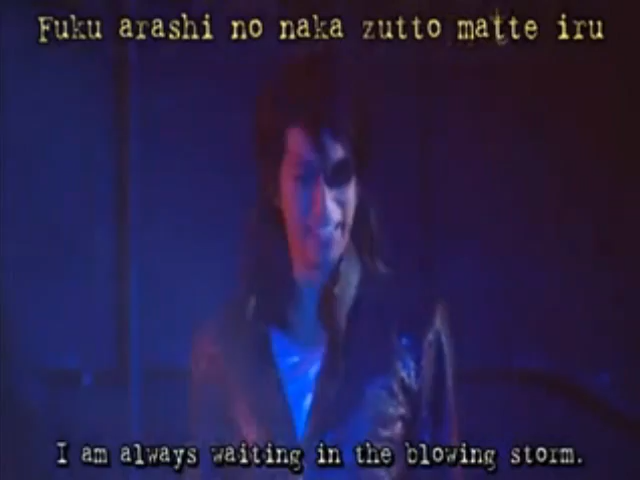 Fuku arashi no naka zutto matte iru
I am always waiting in the blowing storm.